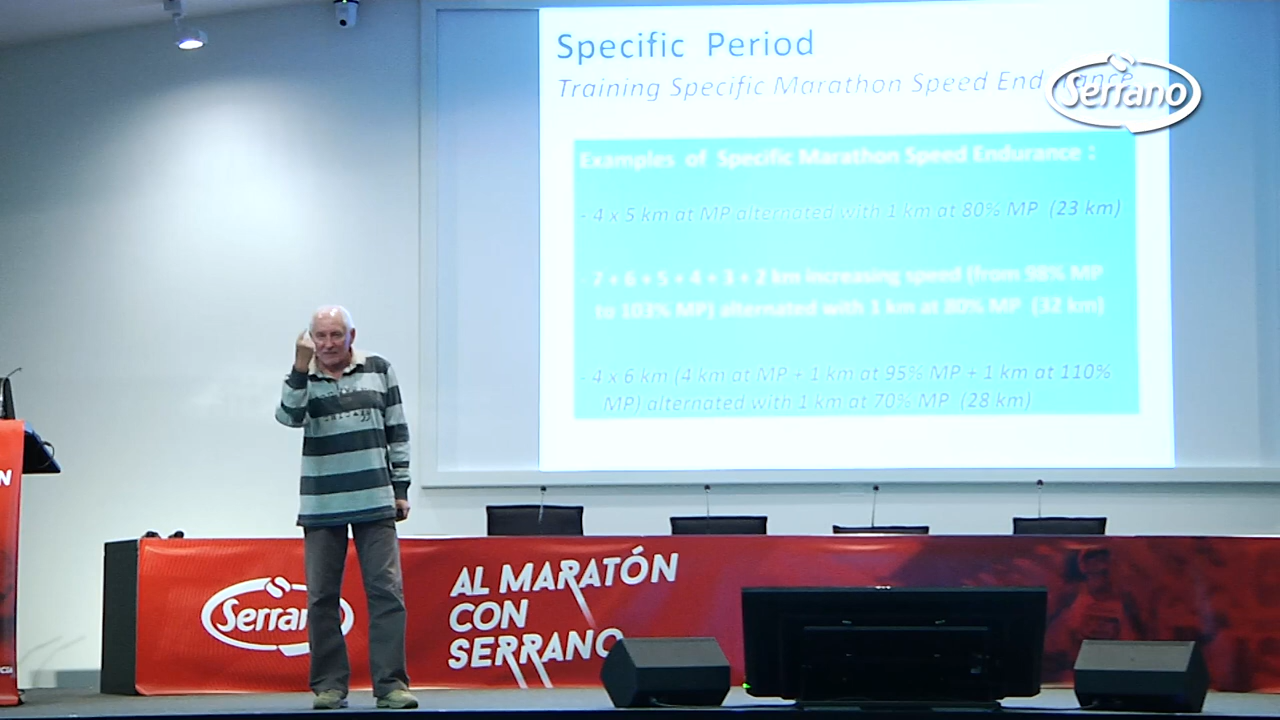 Specific Period
Training Specific Marathon Speed Endurance
Serrano
Examples of Specific Marathon Speed Endurance :
- 4 x 5 km at MP alternated with 1 km at 80% MP (23 km)
- 7 + 6 + 5 + 4 + 3 + 2 km increasing speed (from 98% MP
to 103% MP) alternated with 1 km at 80% MP (32 km)
- 4 x 6 km (4 km at MP + 1 km at 95% MP + 1 km at 110%
MP) alternated with 1 km at 70% MP (28 km)
Serrano
AL MARATÓN
CON
SERRANO